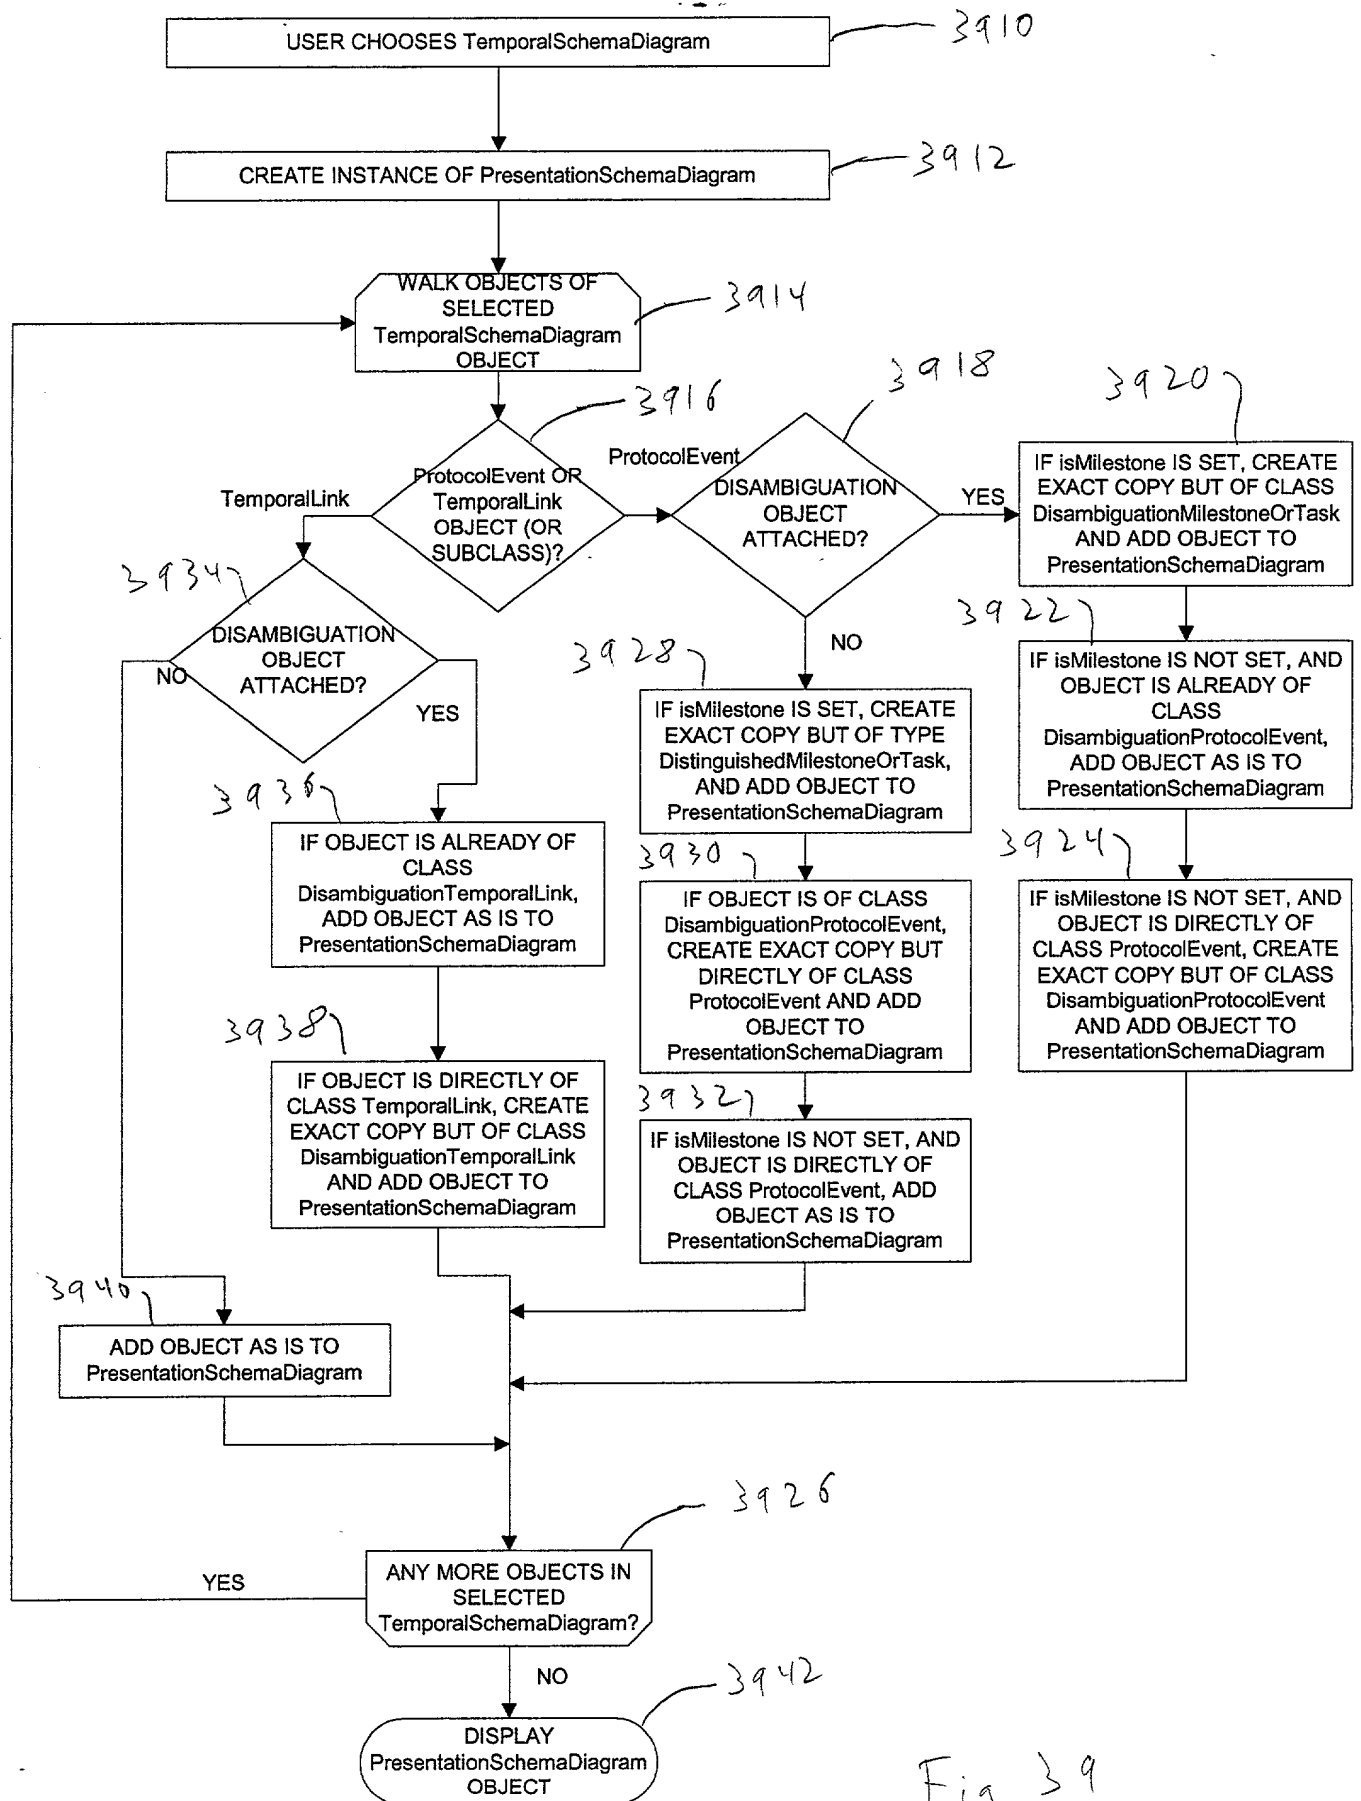 USER CHOOSES TemporalSchemaDiagram
3910
CREATE INSTANCE OF PresentationSchemaDiagram
3912
WALK OBJECTS OF
SELECTED
TemporalSchemaDiagram
OBJECT
3914
3916
ProtocolEvent OR
TemporalLink
OBJECT (OR
SUBCLASS)?
TemporalLink
ProtocolEvent
3918
DISAMBIGUATION
OBJECT
ATTACHED?
YES
NO
3920
IF isMilestone IS SET, CREATE
EXACT COPY BUT OF CLASS
DisambiguationMilestoneOrTask
AND ADD OBJECT TO
PresentationSchemaDiagram
3922
IF isMilestone IS NOT SET, AND
OBJECT IS ALREADY OF
CLASS
DisambiguationProtocolEvent,
ADD OBJECT AS IS TO
PresentationSchemaDiagram
3924
IF isMilestone IS NOT SET, AND
OBJECT IS DIRECTLY OF
CLASS ProtocolEvent, CREATE
EXACT COPY BUT OF CLASS
DisambiguationProtocolEvent
AND ADD OBJECT TO
PresentationSchemaDiagram
3928
IF isMilestone IS SET, CREATE
EXACT COPY BUT OF TYPE
DistinguishedMilestoneOrTask,
AND ADD OBJECT TO
PresentationSchemaDiagram
3930
IF OBJECT IS OF CLASS
DisambiguationProtocolEvent,
CREATE EXACT COPY BUT
DIRECTLY OF CLASS
ProtocolEvent AND ADD
OBJECT TO
PresentationSchemaDiagram
3932
IF isMilestone IS NOT SET, AND
OBJECT IS DIRECTLY OF
CLASS ProtocolEvent, ADD
OBJECT AS IS TO
PresentationSchemaDiagram
3934
DISAMBIGUATION
OBJECT
ATTACHED?
NO
YES
3936
IF OBJECT IS ALREADY OF
CLASS
DisambiguationTemporalLink,
ADD OBJECT AS IS TO
PresentationSchemaDiagram
3938
IF OBJECT IS DIRECTLY OF
CLASS TemporalLink, CREATE
EXACT COPY BUT OF CLASS
DisambiguationTemporalLink
AND ADD OBJECT TO
PresentationSchemaDiagram
3940
ADD OBJECT AS IS TO
PresentationSchemaDiagram
3926
ANY MORE OBJECTS IN
SELECTED
TemporalSchemaDiagram?
YES
NO
3942
DISPLAY
PresentationSchemaDiagram
OBJECT
Fig 39